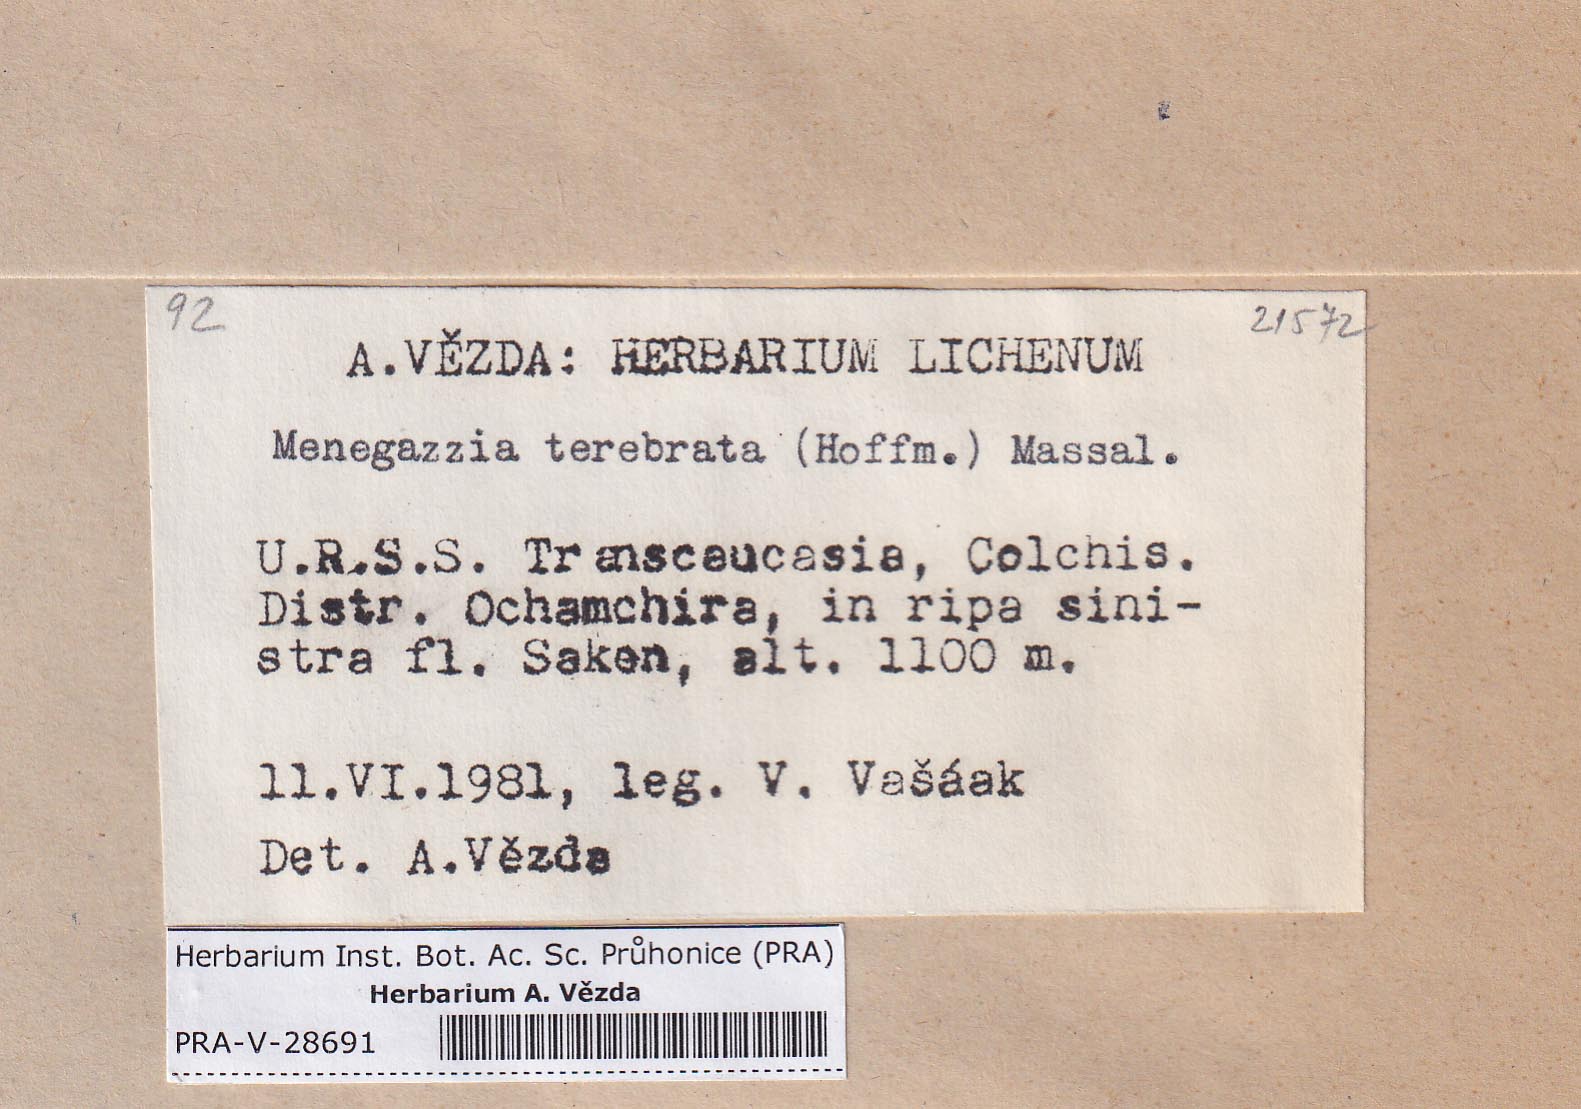 92
21572
A.VĚZDA: HERBARIUM LICHENUM
Menegazzia terebrata (Hoffm.) Massal.
U.R.S.S. Transcaucasia, Colchis.
Distr. Ochamchira, in ripa sini-
stra fl. Saken, alt. 1100 m.
11.VI.1981, leg. V. Vašáak
Det. A.Vězda
Herbarium Inst. Bot. Ac. Sc. Průhonice (PRA)
Herbarium A. Vězda
PRA-V-28691